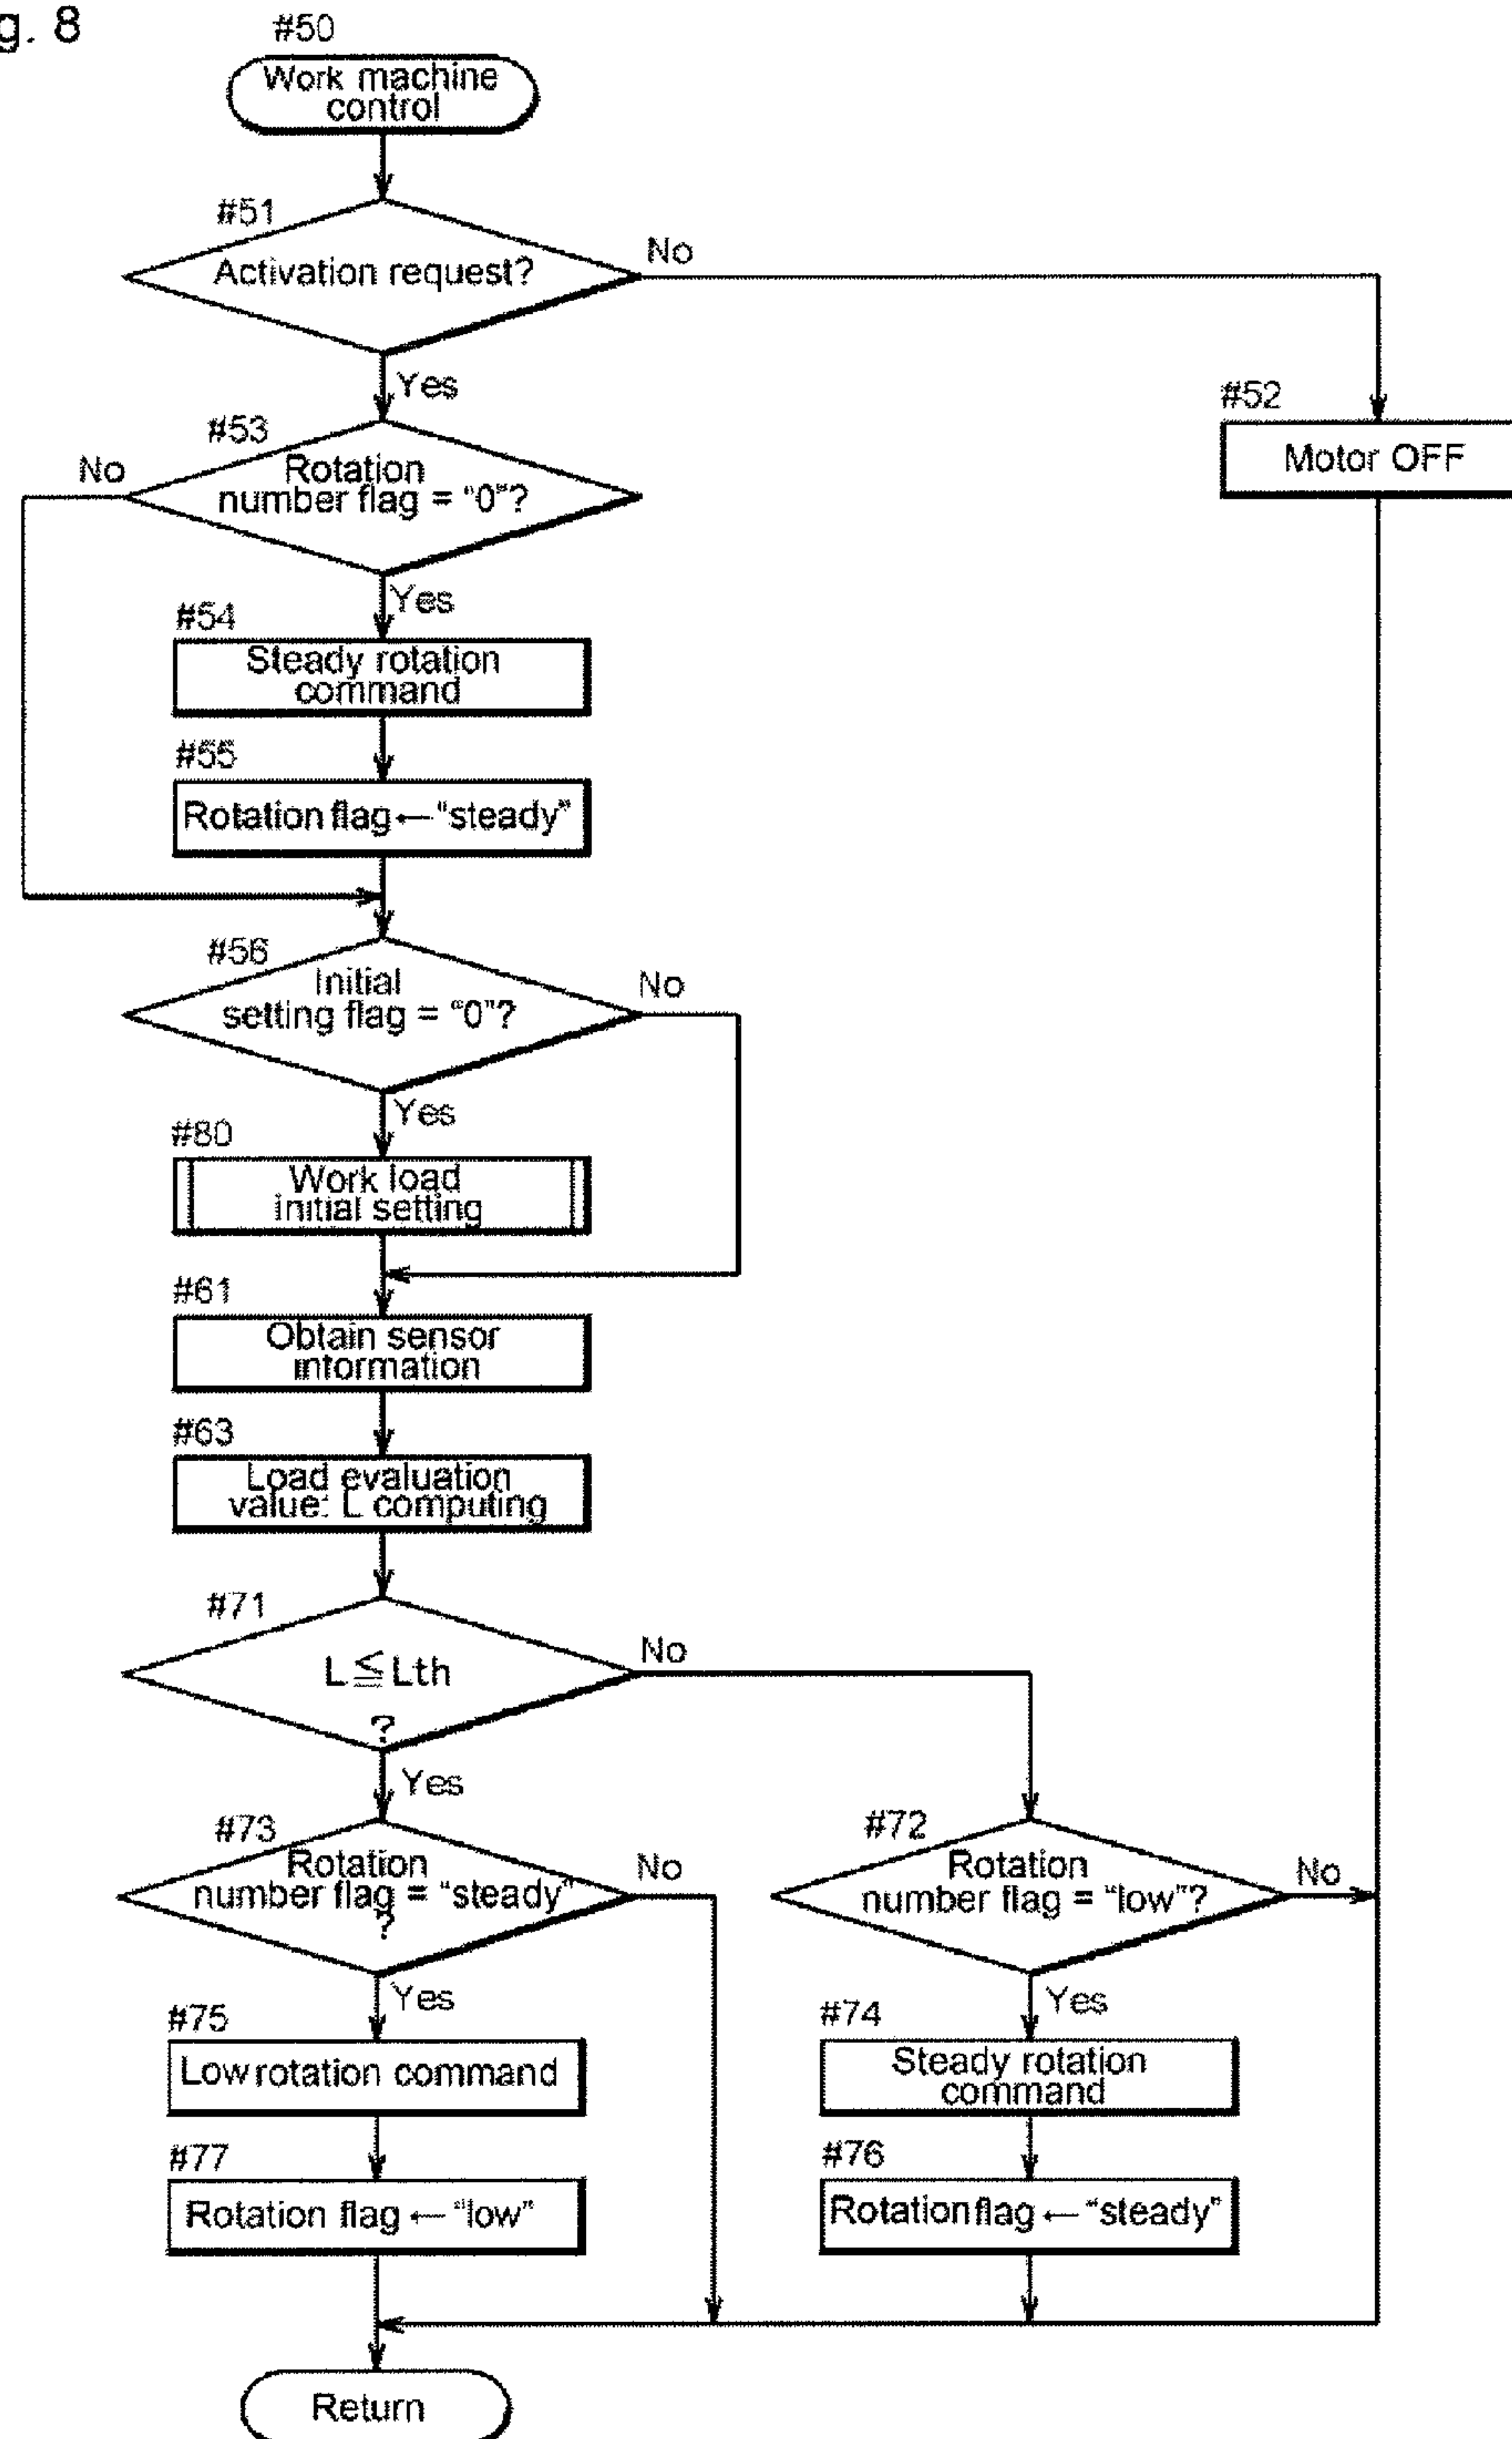 g. 8
#50
Work machine
control
#51
Activation request?
No
Yes
#52
Motor OFF
#53
No
Rotation
number flag = “0”?
Yes
#54
Steady rotation
command
#55
Rotation flag ← “steady”
#56
Initial
setting flag = “0”?
No
Yes
#80
Work load
initial setting
#61
Obtain sensor
information
#63
Load evaluation
value: L computing
#71
L ≦ Lth
?
No
Yes
#73
Rotation
number flag = “steady”
?
No
Yes
#72
Rotation
number flag = “low”?
No
Yes
#75
Low rotation command
#74
Steady rotation
command
#77
Rotation flag ← “low”
#76
Rotation flag ← “steady”
Return